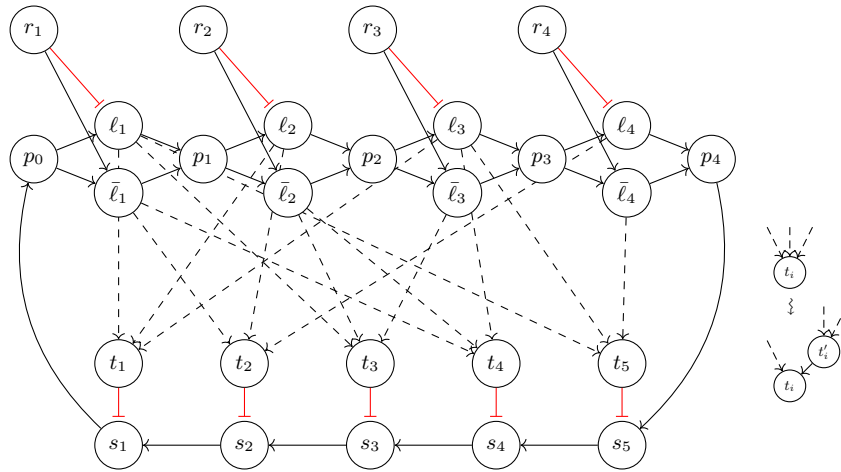 r₁ r₂ r₃ r₄
ℓ₁ ℓ₂ ℓ₃ ℓ₄
p₀ p₁ p₂ p₃ p₄
ℓ̄₁ ℓ̄₂ ℓ̄₃ ℓ̄₄
tᵢ
t′ᵢ
tᵢ
t₁ t₂ t₃ t₄ t₅
s₁ s₂ s₃ s₄ s₅